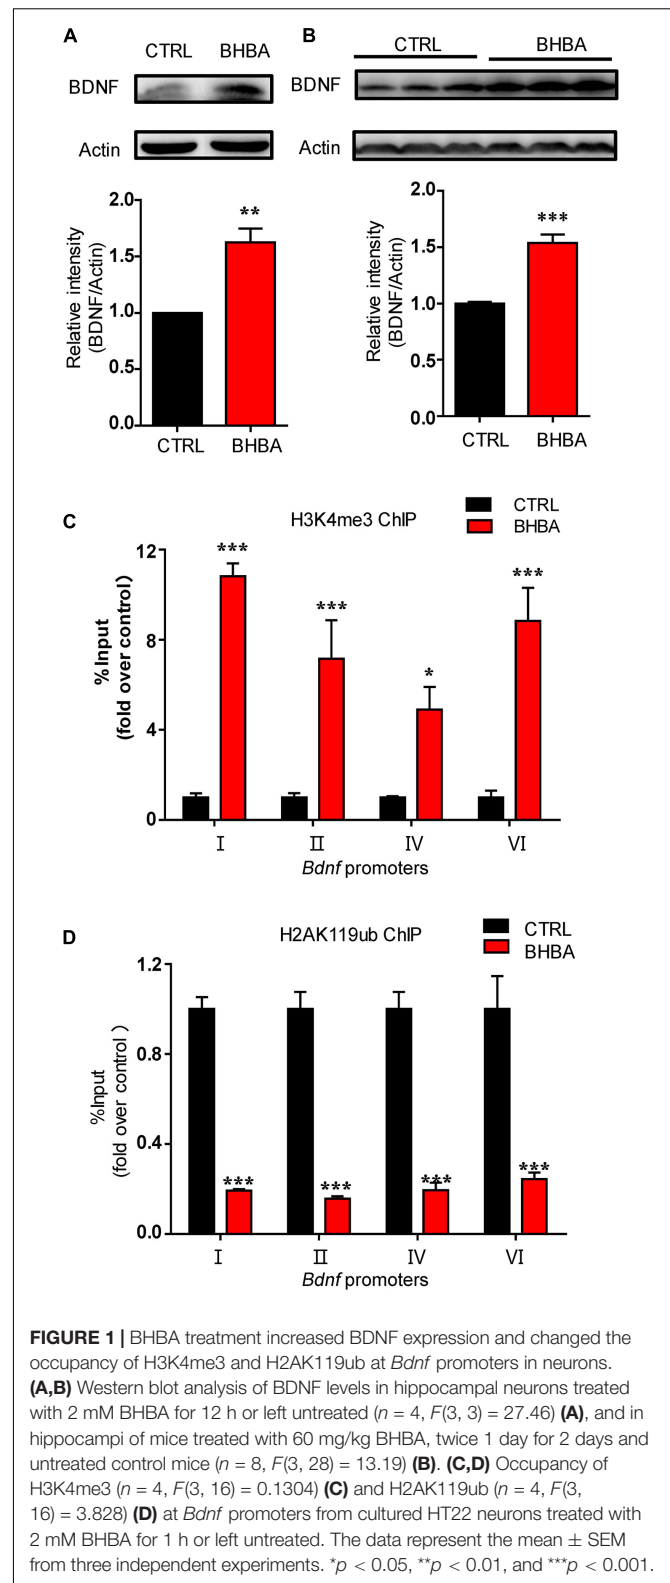 A
CTRL BHBA
BDNF
Actin
Relative intensity
(BDNF/Actin)
2.0
1.5
1.0
0.5
0.0
**
CTRL BHBA
B
CTRL BHBA
BDNF
Actin
Relative intensity
(BDNF/Actin)
2.0
1.5
1.0
0.5
0.0
***
CTRL BHBA
C
H3K4me3 ChIP
CTRL
BHBA
%Input
(fold over control)
12
8
4
0
*** *** * ***
I II IV VI
Bdnf promoters
D
H2AK119ub ChIP
CTRL
BHBA
%Input
(fold over control )
1.2
0.8
0.4
0.0
*** *** *** ***
I II IV VI
Bdnf promoters
FIGURE 1 | BHBA treatment increased BDNF expression and changed the
occupancy of H3K4me3 and H2AK119ub at Bdnf promoters in neurons.
(A,B) Western blot analysis of BDNF levels in hippocampal neurons treated
with 2 mM BHBA for 12 h or left untreated (n = 4, F(3, 3) = 27.46) (A), and in
hippocampi of mice treated with 60 mg/kg BHBA, twice 1 day for 2 days and
untreated control mice (n = 8, F(3, 28) = 13.19) (B). (C,D) Occupancy of
H3K4me3 (n = 4, F(3, 16) = 0.1304) (C) and H2AK119ub (n = 4, F(3,
16) = 3.828) (D) at Bdnf promoters from cultured HT22 neurons treated with
2 mM BHBA for 1 h or left untreated. The data represent the mean ± SEM
from three independent experiments. *p < 0.05, **p < 0.01, and ***p < 0.001.